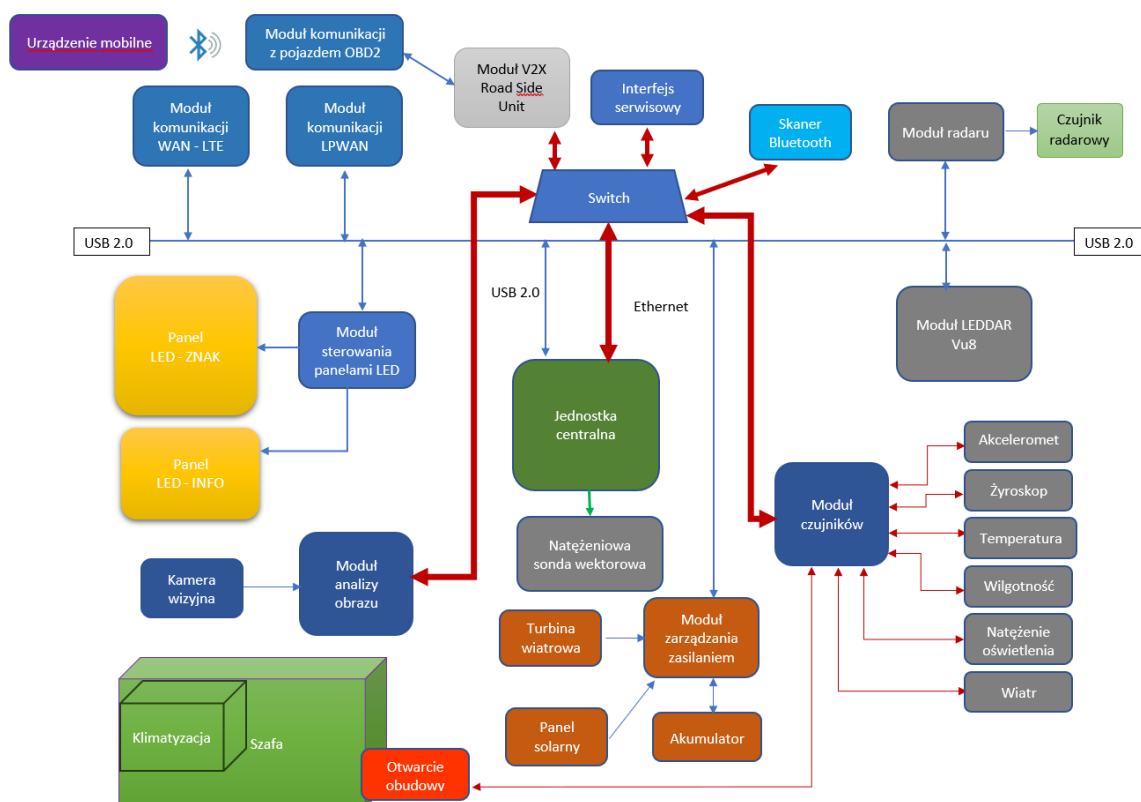 Urządzenie mobilne
Moduł komunikacji
z pojazdem OBD2
Moduł V2X
Road Side
Unit
Interfejs
serwisowy
Skaner
Bluetooth
Moduł radaru
Czujnik
radarowy
Moduł
komunikacji
WAN - LTE
Moduł
komunikacji
LPWAN
Switch
USB 2.0
USB 2.0
USB 2.0
Ethernet
Panel
LED - ZNAK
Moduł
sterowania
panelami LED
Moduł LEDDAR
Vu8
Jednostka
centralna
Panel
LED - INFO
Akceleromet
Żyroskop
Temperatura
Wilgotność
Natężenie
oświetlenia
Wiatr
Moduł
czujników
Natężeniowa
sonda wektorowa
Kamera
wizyjna
Moduł
analizy
obrazu
Turbina
wiatrowa
Moduł
zarządzania
zasilaniem
Panel
solarny
Akumulator
Klimatyzacja
Szafa
Otwarcie
obudowy